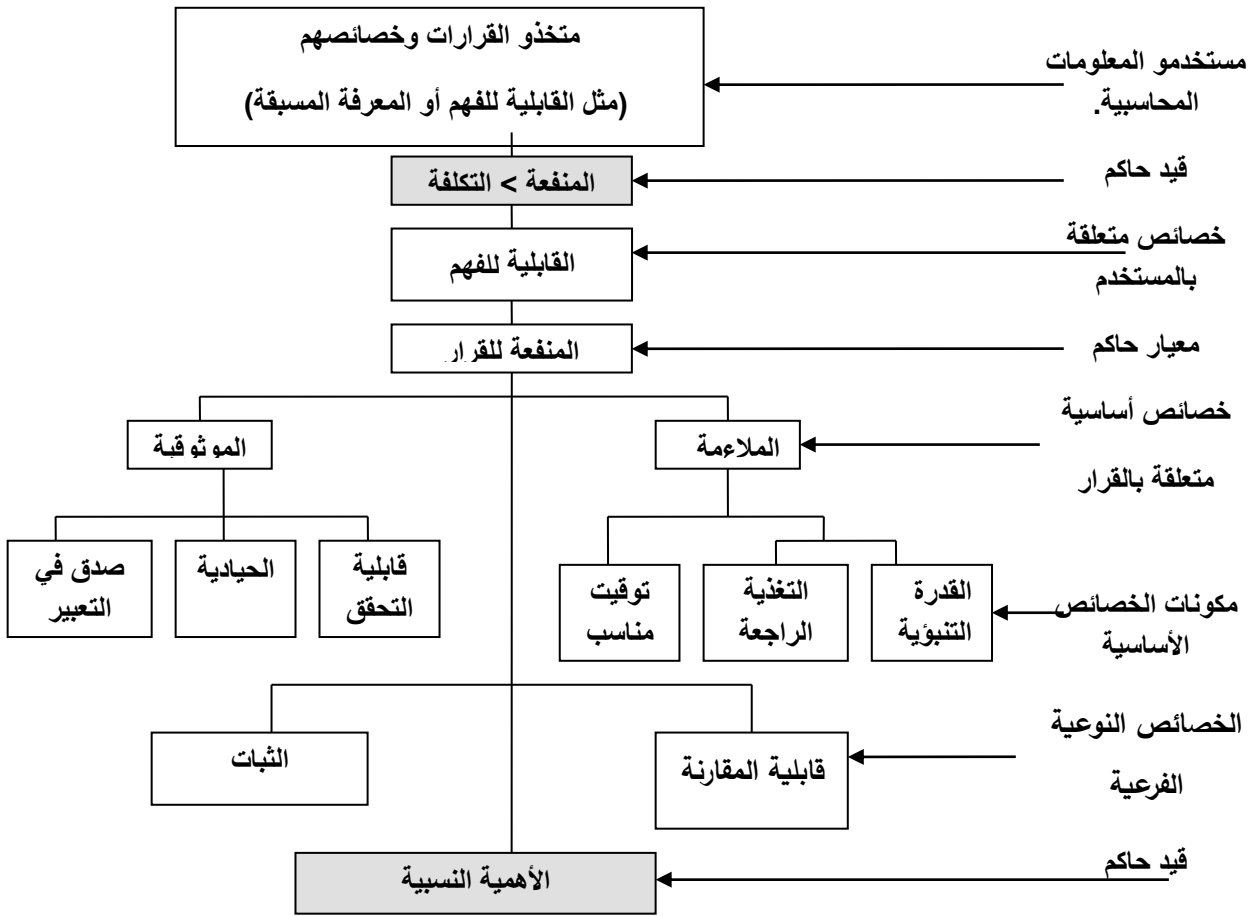 متخذو القرارات وخصائصهم
(مثل القابلية للفهم أو المعرفة المسبقة)
مستخدمو المعلومات
المحاسبية.
المنفعة > التكلفة
قيد حاكم
القابلية للفهم
خصائص متعلقة
بالمستخدم
المنفعة للقرار
معيار حاكم
خصائص أساسية
متعلقة بالقرار
الملاءمة
الموثوقية
القدرة
التنبؤية
التغذية
الراجعة
توقيت
مناسب
قابلية
التحقق
الحيادية
صدق في
التعبير
مكونات الخصائص
الأساسية
الخصائص النوعية
الفرعية
قابلية المقارنة
الثبات
الأهمية النسبية
قيد حاكم